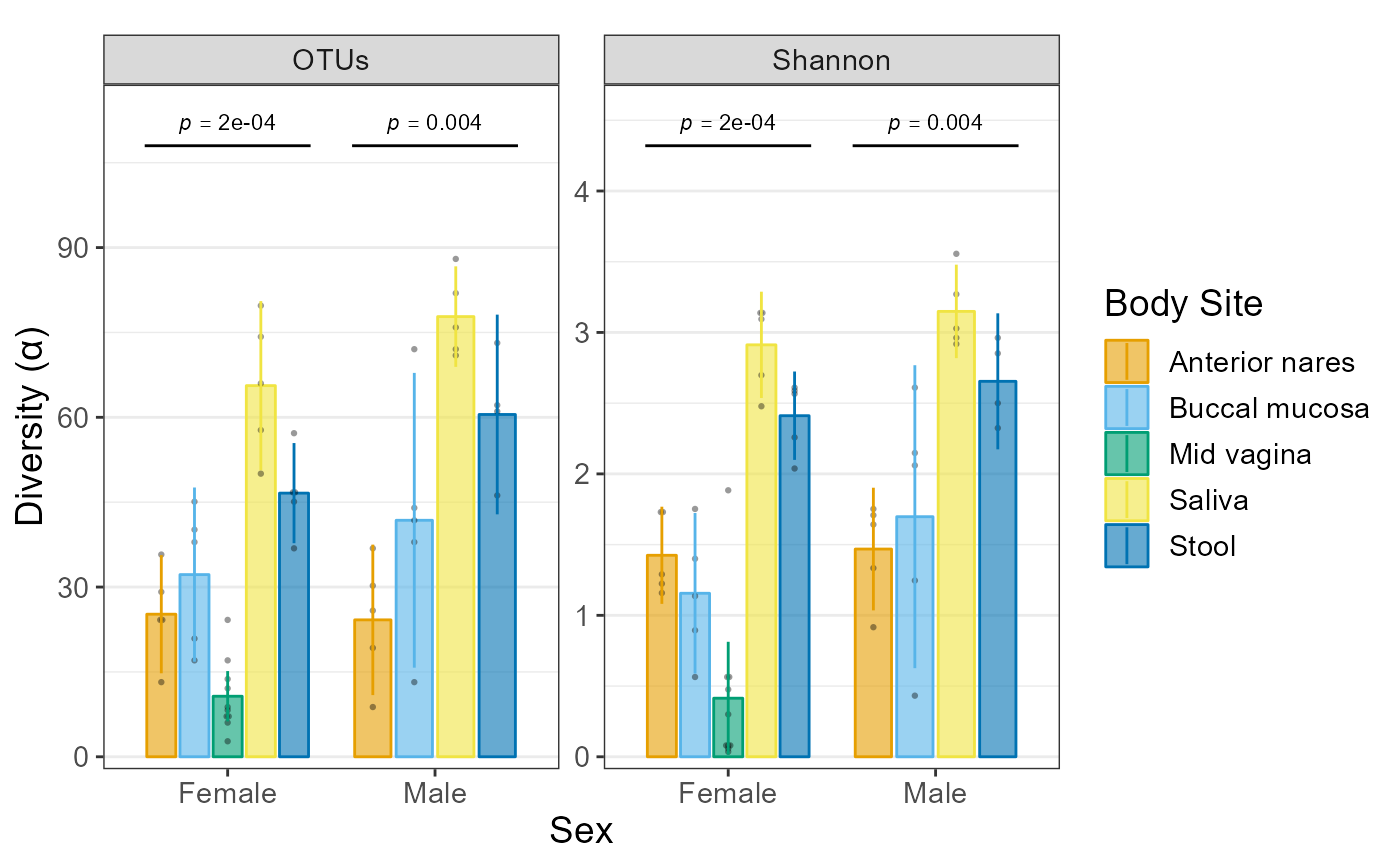 OTUs
Shannon
p = 2e-04
p = 0.004
p = 2e-04
p = 0.004
Diversity (α)
90
60
30
0
4
3
2
1
0
Female
Male
Female
Male
Sex
Body Site
Anterior nares
Buccal mucosa
Mid vagina
Saliva
Stool